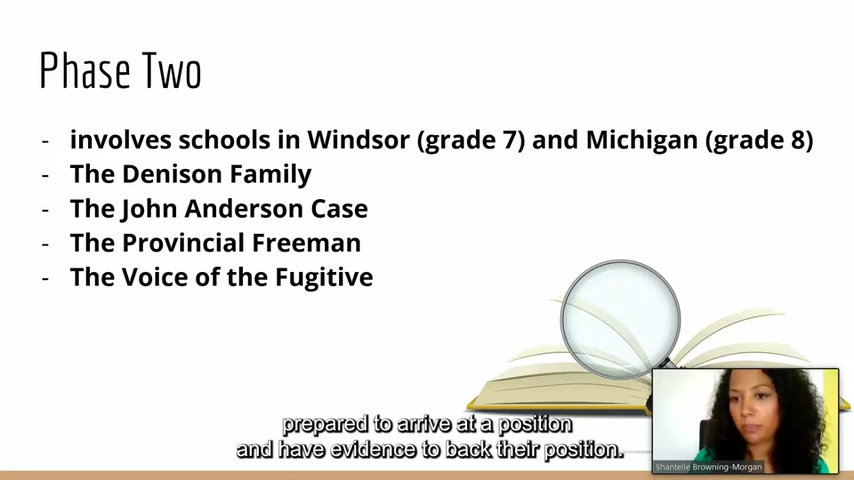 Phase Two
- involves schools in Windsor (grade 7) and Michigan (grade 8)
- The Denison Family
- The John Anderson Case
- The Provincial Freeman
- The Voice of the Fugitive
prepared to arrive at a position
and have evidence to back their position.
Shantelle Browning-Morgan